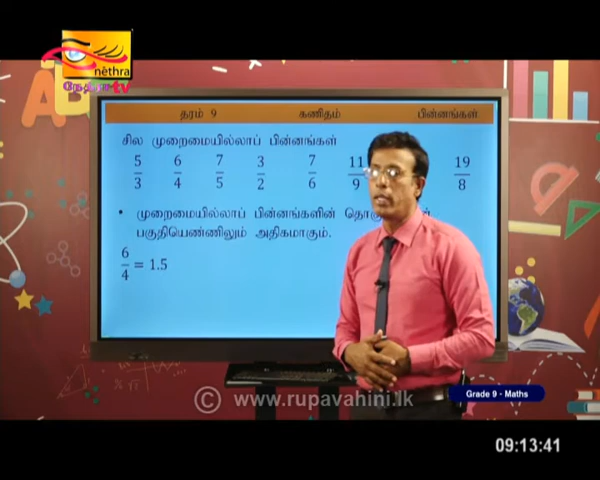 nēthra
நேத்ரா tv
தரம் 9 கணிதம் பின்னங்கள்
சில முறைமையில்லாப் பின்னங்கள்
5/3 6/4 7/5 3/2 7/6 11/9 19/8
• முறைமையில்லாப் பின்னங்களின்
பகுதியெண்ணிலும் அதிகமாகும்.
6/4 = 1.5
Grade 9 - Maths
© www.rupavahini.lk
09:13:41